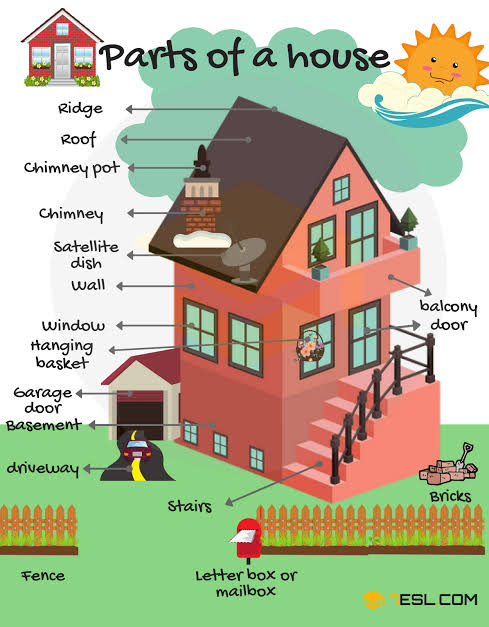 Parts of a house
Ridge
Roof
Chimney pot
Chimney
Satellite
dish
Wall
Window
Hanging
basket
Garage
door
Basement
driveway
balcony
door
Stairs
Bricks
Fence
Letter box or
mailbox
7ESL.COM